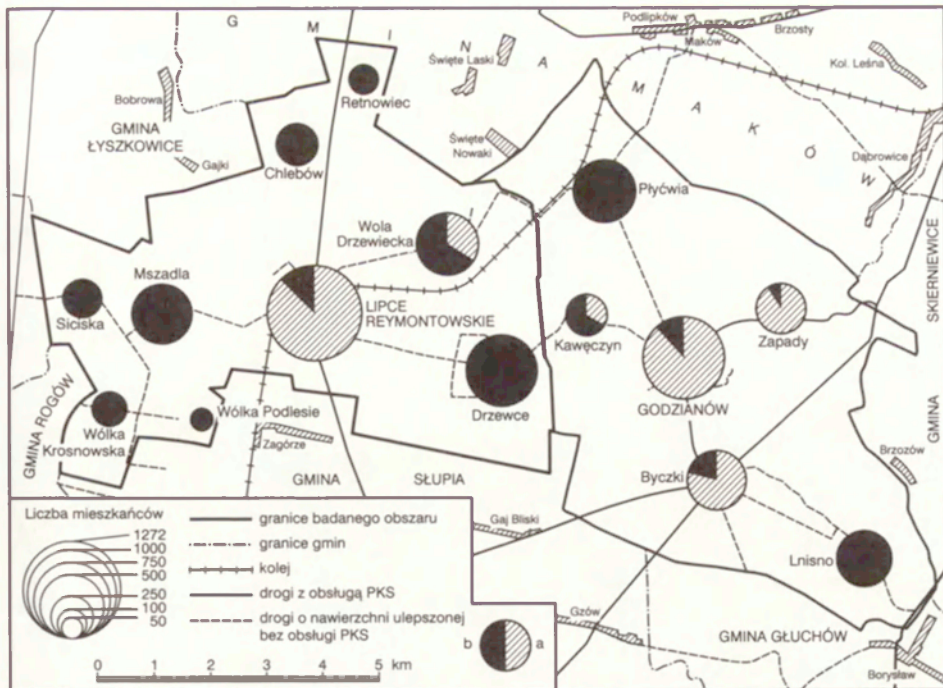 G M I N A
Podlipków
Maków
Brzosty
Święte Laski
Kol. Leśna
Retnowiec
Bobrowa
M A K Ó W
GMINA
ŁYSZKOWICE
Święte
Nowaki
Gajki
Chlebów
Dąbrowice
Płyćwia
Wola
Drzewiecka
SKIERNIEWICE
Mszadla
Siciska
LIPCE
REYMONTOWSKIE
Kawęczyn
Zapady
Drzewce
GODZIANÓW
GMINA ROGÓW
Wólka
Krosnowska
Wólka Podlesie
Zagórze
GMINA
Brzozów
GMINA SŁUPIA
Byczki
Gaj Bliski
Lnisno
Gzów
GMINA GŁUCHÓW
Borysław
Liczba mieszkańców
1272
1000
750
500
250
100
50
granice badanego obszaru
granice gmin
kolej
drogi z obsługą PKS
drogi o nawierzchni ulepszonej
bez obsługi PKS
b a
0 1 2 3 4 5 km